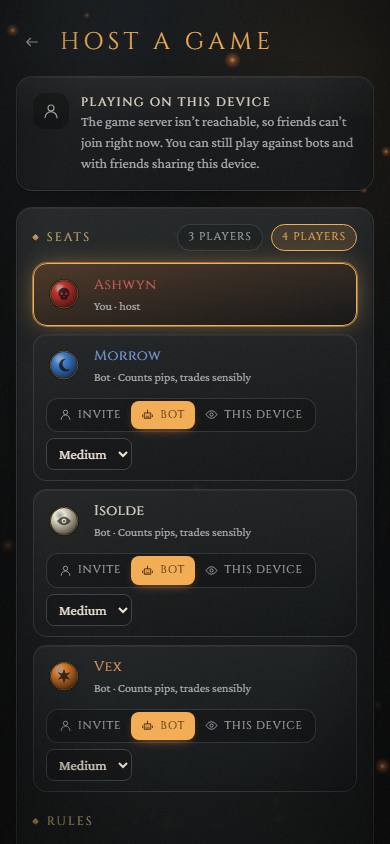 ← HOST A GAME
PLAYING ON THIS DEVICE
The game server isn't reachable, so friends can't
join right now. You can still play against bots and
with friends sharing this device.
SEATS
3 PLAYERS
4 PLAYERS
Ashwyn
You · host
Morrow
Bot · Counts pips, trades sensibly
INVITE
BOT
THIS DEVICE
Medium
Isolde
Bot · Counts pips, trades sensibly
INVITE
BOT
THIS DEVICE
Medium
Vex
Bot · Counts pips, trades sensibly
INVITE
BOT
THIS DEVICE
Medium
RULES